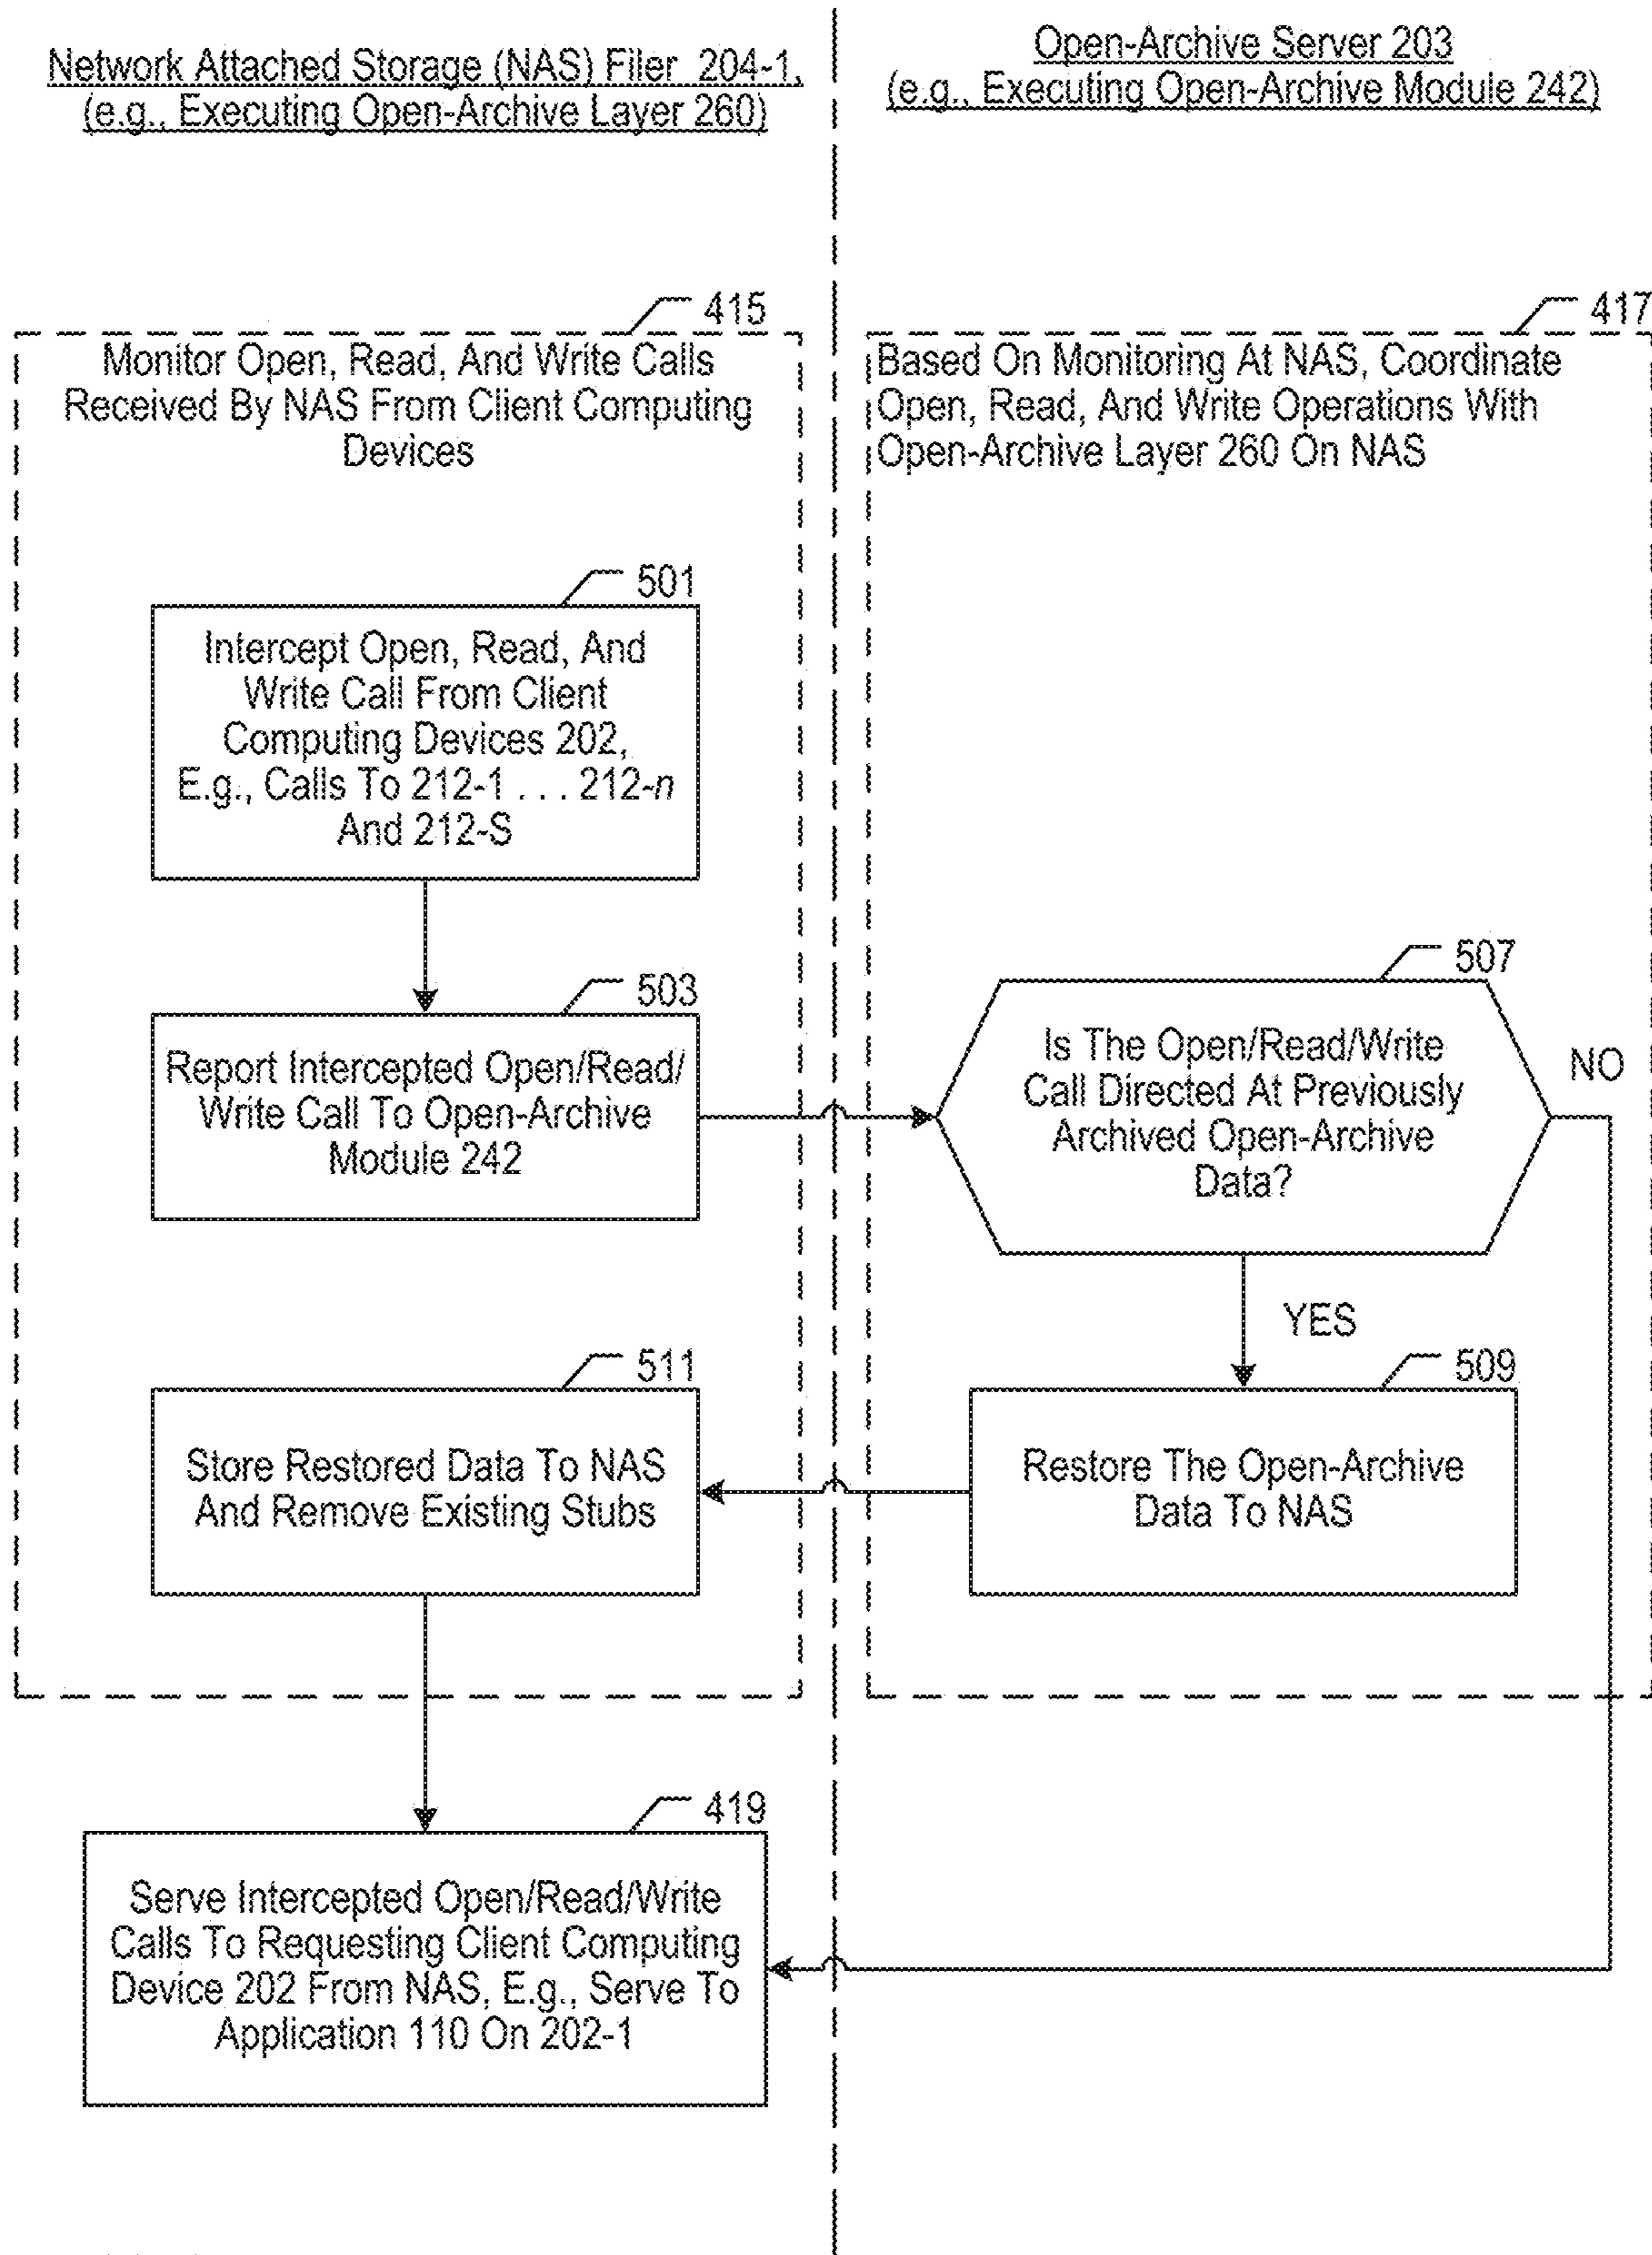 Network Attached Storage (NAS) Filer 204-1,
(e.g., Executing Open-Archive Layer 260)
Open-Archive Server 203
(e.g., Executing Open-Archive Module 242)
415
Monitor Open, Read, And Write Calls
Received By NAS From Client Computing
Devices
417
Based On Monitoring At NAS, Coordinate
Open, Read, And Write Operations With
Open-Archive Layer 260 On NAS
501
Intercept Open, Read, And
Write Call From Client
Computing Devices 202,
E.g., Calls To 212-1 . . . 212-n
And 212-S
503
Report Intercepted Open/Read/
Write Call To Open-Archive
Module 242
507
Is The Open/Read/Write
Call Directed At Previously
Archived Open-Archive
Data?
NO
YES
509
Restore The Open-Archive
Data To NAS
511
Store Restored Data To NAS
And Remove Existing Stubs
419
Serve Intercepted Open/Read/Write
Calls To Requesting Client Computing
Device 202 From NAS, E.g., Serve To
Application 110 On 202-1